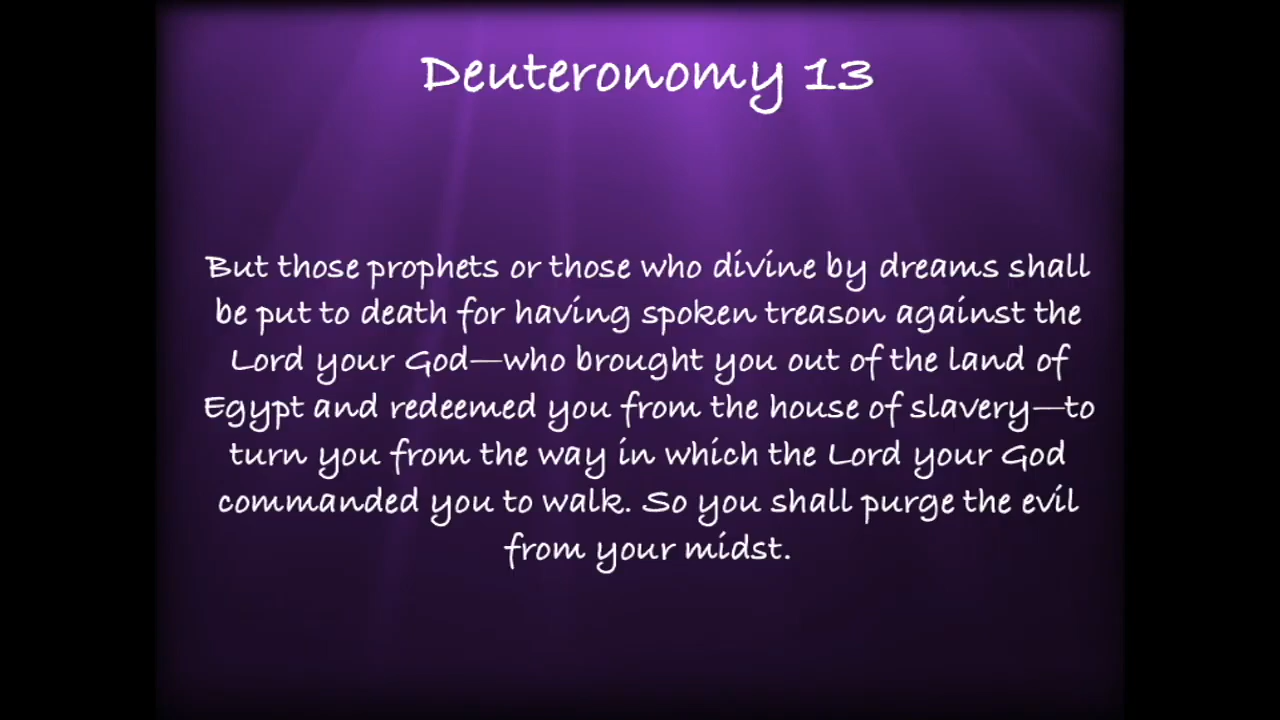 Deuteronomy 13
But those prophets or those who divine by dreams shall
be put to death for having spoken treason against the
Lord your God—who brought you out of the land of
Egypt and redeemed you from the house of slavery—to
turn you from the way in which the Lord your God
commanded you to walk. So you shall purge the evil
from your midst.